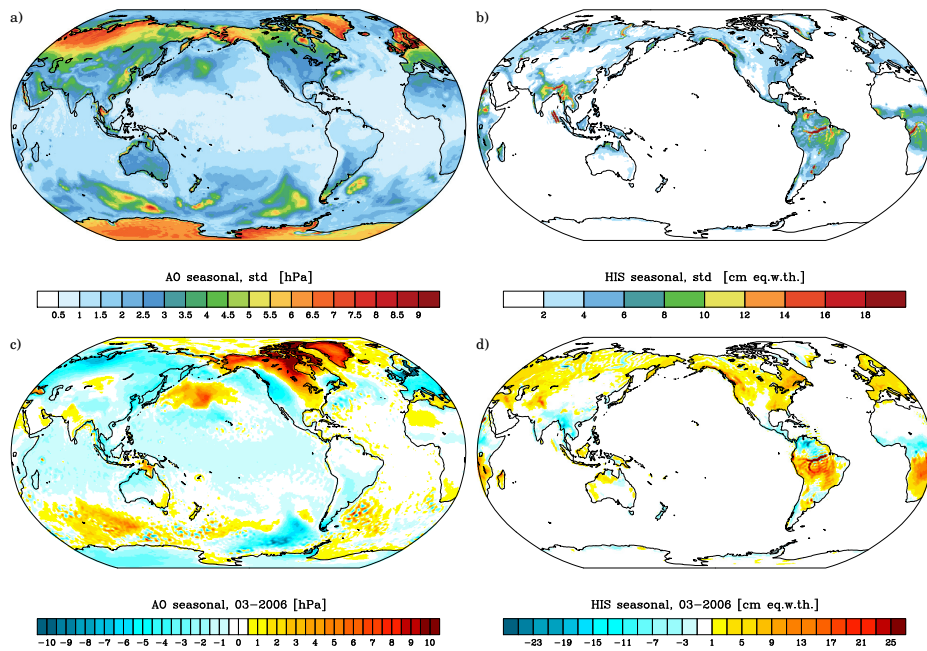 a)
b)
AO seasonal, std [hPa]
HIS seasonal, std [cm eq.w.th.]
0.5 1 1.5 2 2.5 3 3.5 4 4.5 5 5.5 6 6.5 7 7.5 8 8.5 9
2 4 6 8 10 12 14 16 18
c)
d)
AO seasonal, 03-2006 [hPa]
HIS seasonal, 03-2006 [cm eq.w.th.]
-10 -9 -8 -7 -6 -5 -4 -3 -2 -1 0 1 2 3 4 5 6 7 8 9 10
-23 -19 -15 -11 -7 -3 1 5 9 13 17 21 25